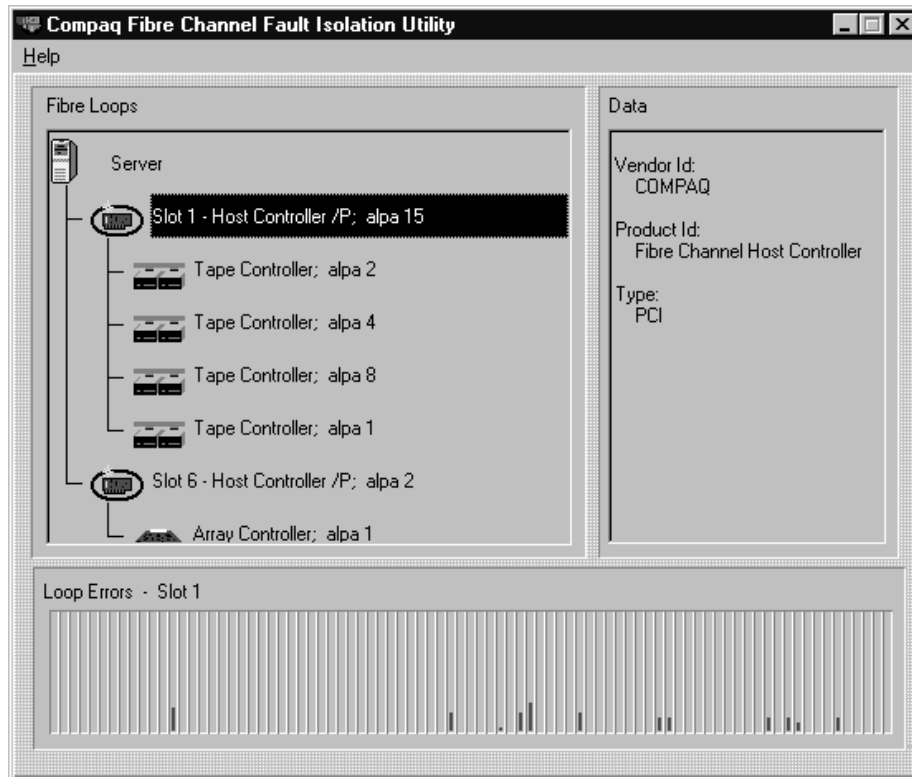 Compaq Fibre Channel Fault Isolation Utility
Help
Fibre Loops
Server
Slot 1 - Host Controller /P; alpa 15
Tape Controller; alpa 2
Tape Controller; alpa 4
Tape Controller; alpa 8
Tape Controller; alpa 1
Slot 6 - Host Controller /P; alpa 2
Array Controller; alpa 1
Data
Vendor Id:
COMPAQ
Product Id:
Fibre Channel Host Controller
Type:
PCI
Loop Errors - Slot 1